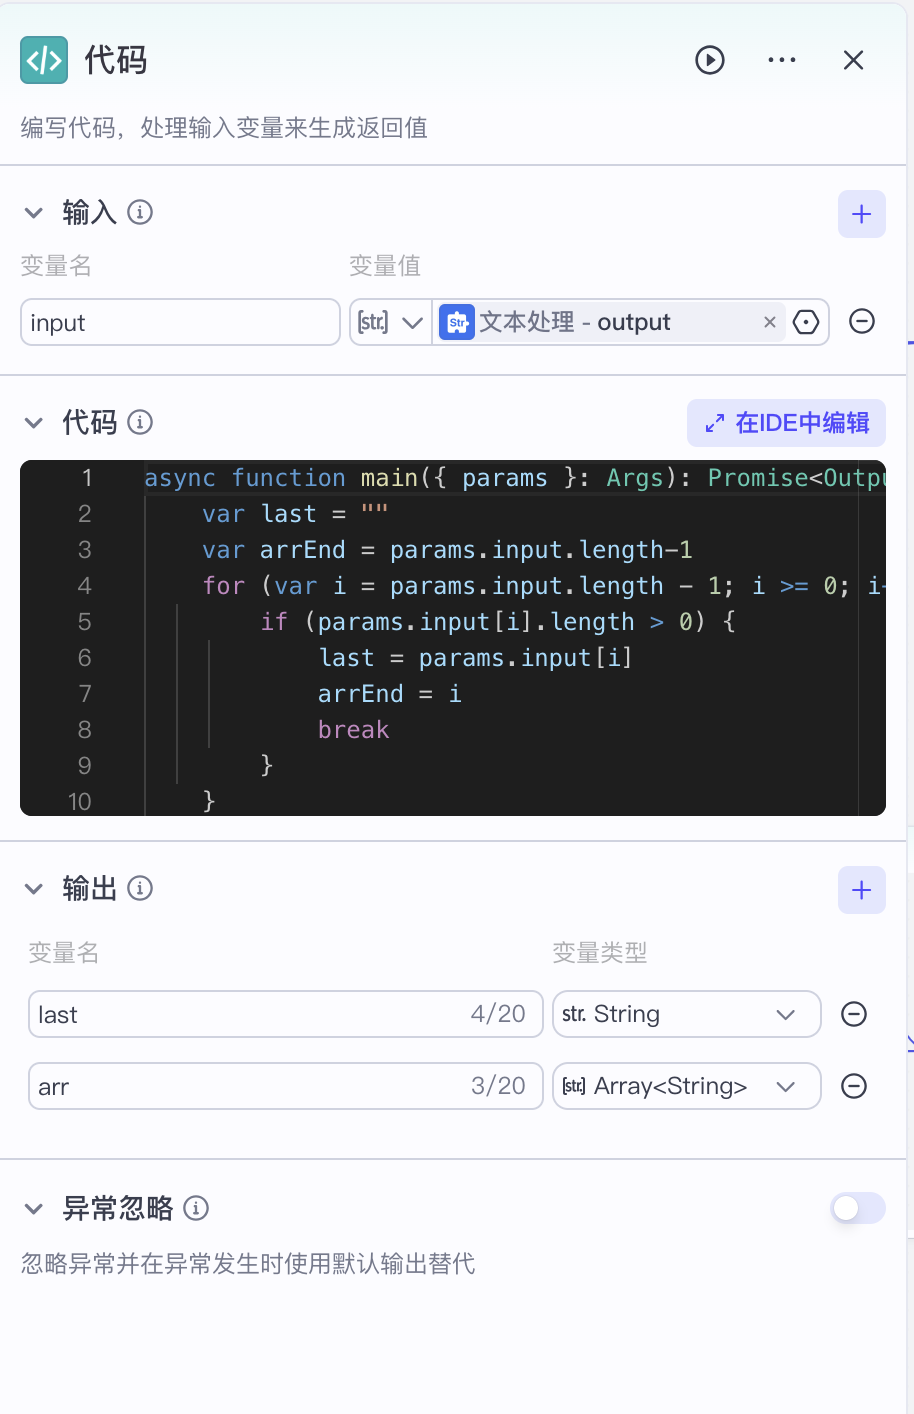 代码
编写代码，处理输入变量来生成返回值
输入
变量名 变量值
input [str.] Str 文本处理 - output
代码 在IDE中编辑
1 async function main({ params }: Args): Promise<Outpu
2 var last = ""
3 var arrEnd = params.input.length-1
4 for (var i = params.input.length - 1; i >= 0; i-
5 if (params.input[i].length > 0) {
6 last = params.input[i]
7 arrEnd = i
8 break
9 }
10 }
输出
变量名 变量类型
last 4/20 str. String
arr 3/20 [str] Array<String>
异常忽略
忽略异常并在异常发生时使用默认输出替代